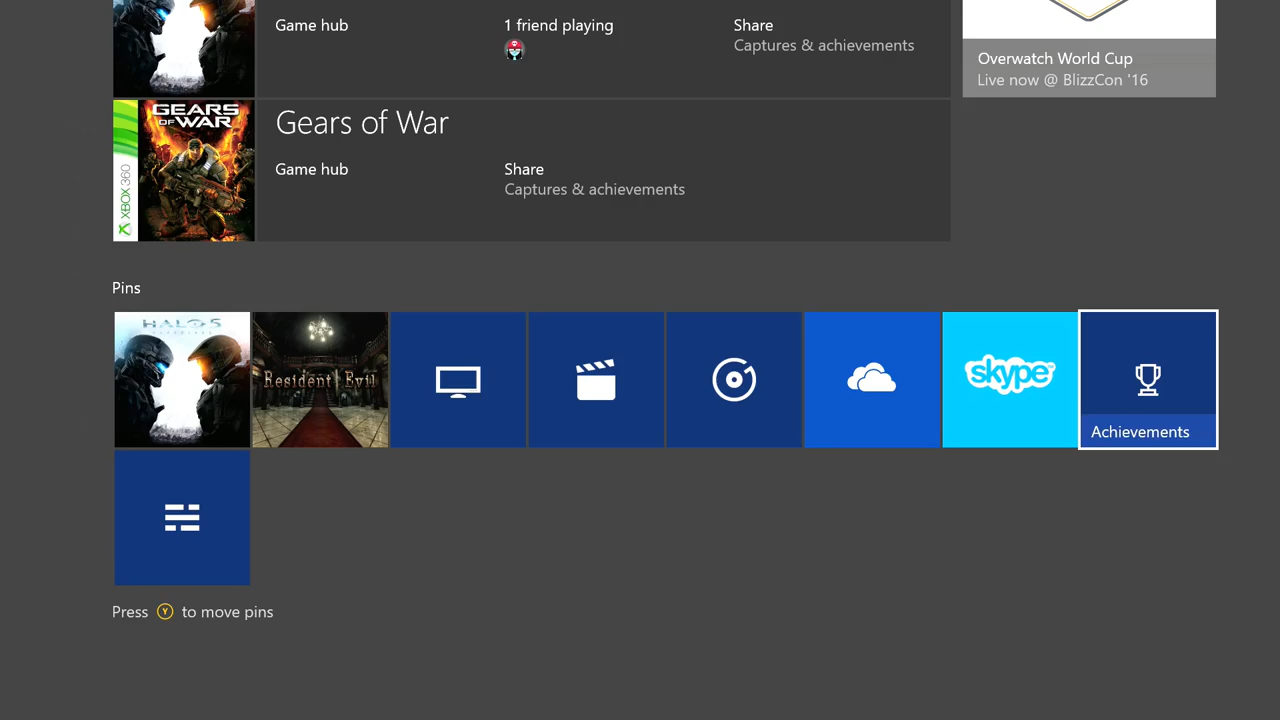 Game hub
1 friend playing
Share
Captures & achievements
Overwatch World Cup
Live now @ BlizzCon '16
GEARS
OF WAR
XBOX 360
Gears of War
Game hub
Share
Captures & achievements
Pins
HALO 5
Resident Evil
skype
Achievements
Press Y to move pins